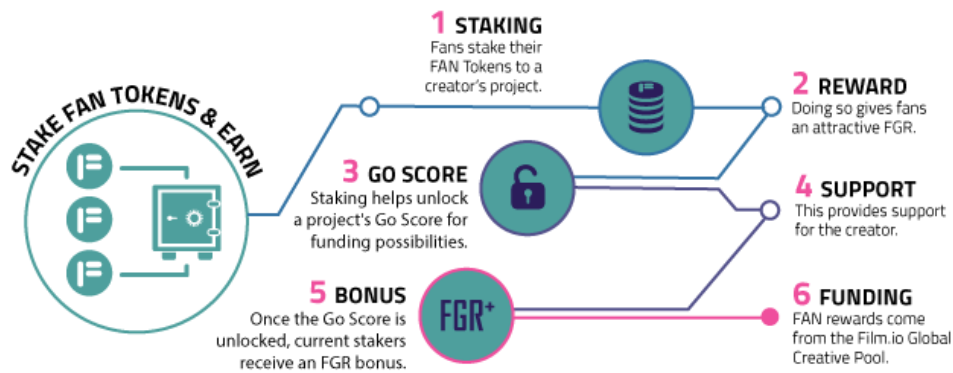 STAKE FAN TOKENS & EARN
1 STAKING
Fans stake their
FAN Tokens to a
creator's project.
2 REWARD
Doing so gives fans
an attractive FGR.
3 GO SCORE
Staking helps unlock
a project's Go Score for
funding possibilities.
4 SUPPORT
This provides support
for the creator.
5 BONUS
Once the Go Score is
unlocked, current stakers
receive an FGR bonus.
FGR+
6 FUNDING
FAN rewards come
from the Film.io Global
Creative Pool.